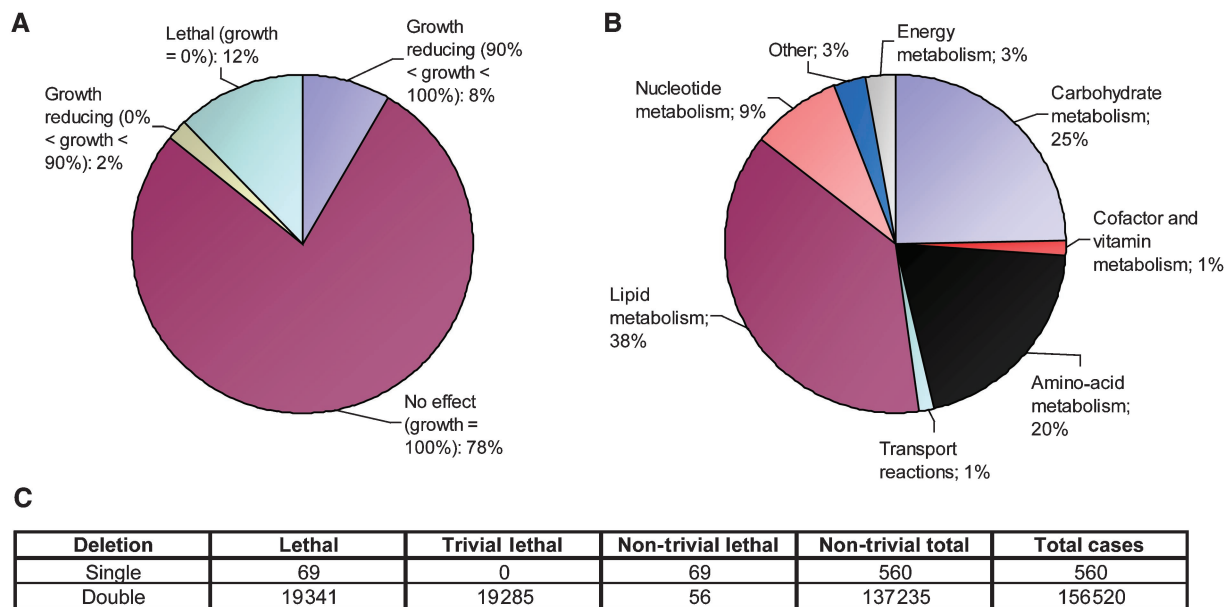 A
Lethal (growth
= 0%): 12%
Growth
reducing (90%
< growth <
100%): 8%
Growth
reducing (0%
< growth <
90%): 2%
No effect
(growth =
100%): 78%
B
Energy
metabolism; 3%
Other; 3%
Nucleotide
metabolism; 9%
Carbohydrate
metabolism;
25%
Cofactor and
vitamin
metabolism; 1%
Lipid
metabolism;
38%
Amino-acid
metabolism;
20%
Transport
reactions; 1%
C
Deletion Lethal Trivial lethal Non-trivial lethal Non-trivial total Total cases
Single 69 0 69 560 560
Double 19341 19285 56 137235 156520